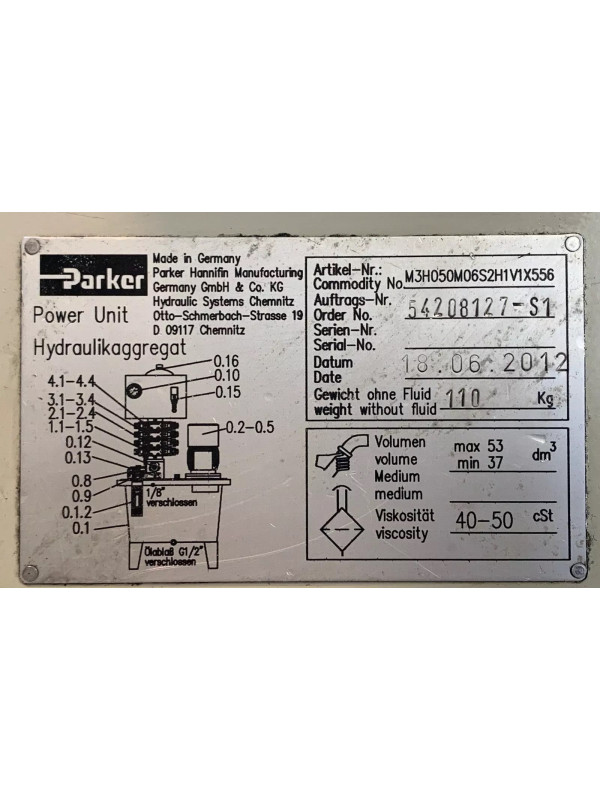 Parker
Made in Germany
Parker Hannifin Manufacturing
Germany GmbH & Co. KG
Hydraulic Systems Chemnitz
Otto-Schmerbach-Strasse 19
D 09117 Chemnitz
Power Unit
Hydraulikaggregat
0.16
0.10
0.15
4.1-4.4
3.1-3.4
2.1-2.4
1.1-1.5
0.12
0.13
0.8
0.9
0.1.2
0.1
0.2-0.5
1/8"
verschlossen
Ölablaß G1/2"
verschlossen
Artikel-Nr.:
Commodity No. M3H050M06S2H1V1X556
Auftrags-Nr.
Order No. 54208127-S1
Serien-Nr.
Serial-No.
Datum 18.06.2012
Date
Gewicht ohne Fluid
weight without fluid 110 Kg
Volumen max 53 dm³
volume min 37
Medium
medium
Viskosität 40-50 cSt
viscosity